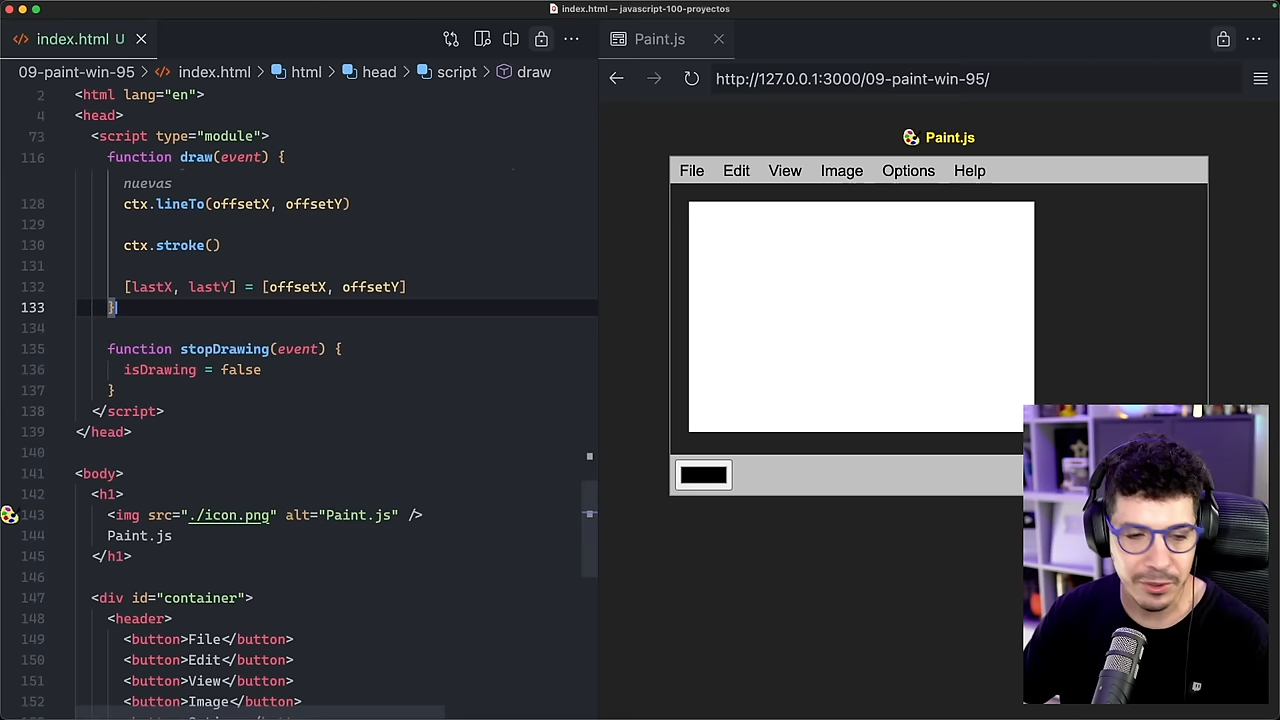 index.html — javascript-100-proyectos
index.html U
Paint.js
09-paint-win-95 > index.html > html > head > script > draw
http://127.0.0.1:3000/09-paint-win-95/
2 <html lang="en">
4 <head>
73 <script type="module">
116 function draw(event) {
nuevas
128 ctx.lineTo(offsetX, offsetY)
129
130 ctx.stroke()
131
132 [lastX, lastY] = [offsetX, offsetY]
133 }
134
135 function stopDrawing(event) {
136 isDrawing = false
137 }
138 </script>
139 </head>
140
141 <body>
142 <h1>
143 <img src="./icon.png" alt="Paint.js" />
144 Paint.js
145 </h1>
146
147 <div id="container">
148 <header>
149 <button>File</button>
150 <button>Edit</button>
151 <button>View</button>
152 <button>Image</button>
Paint.js
File Edit View Image Options Help